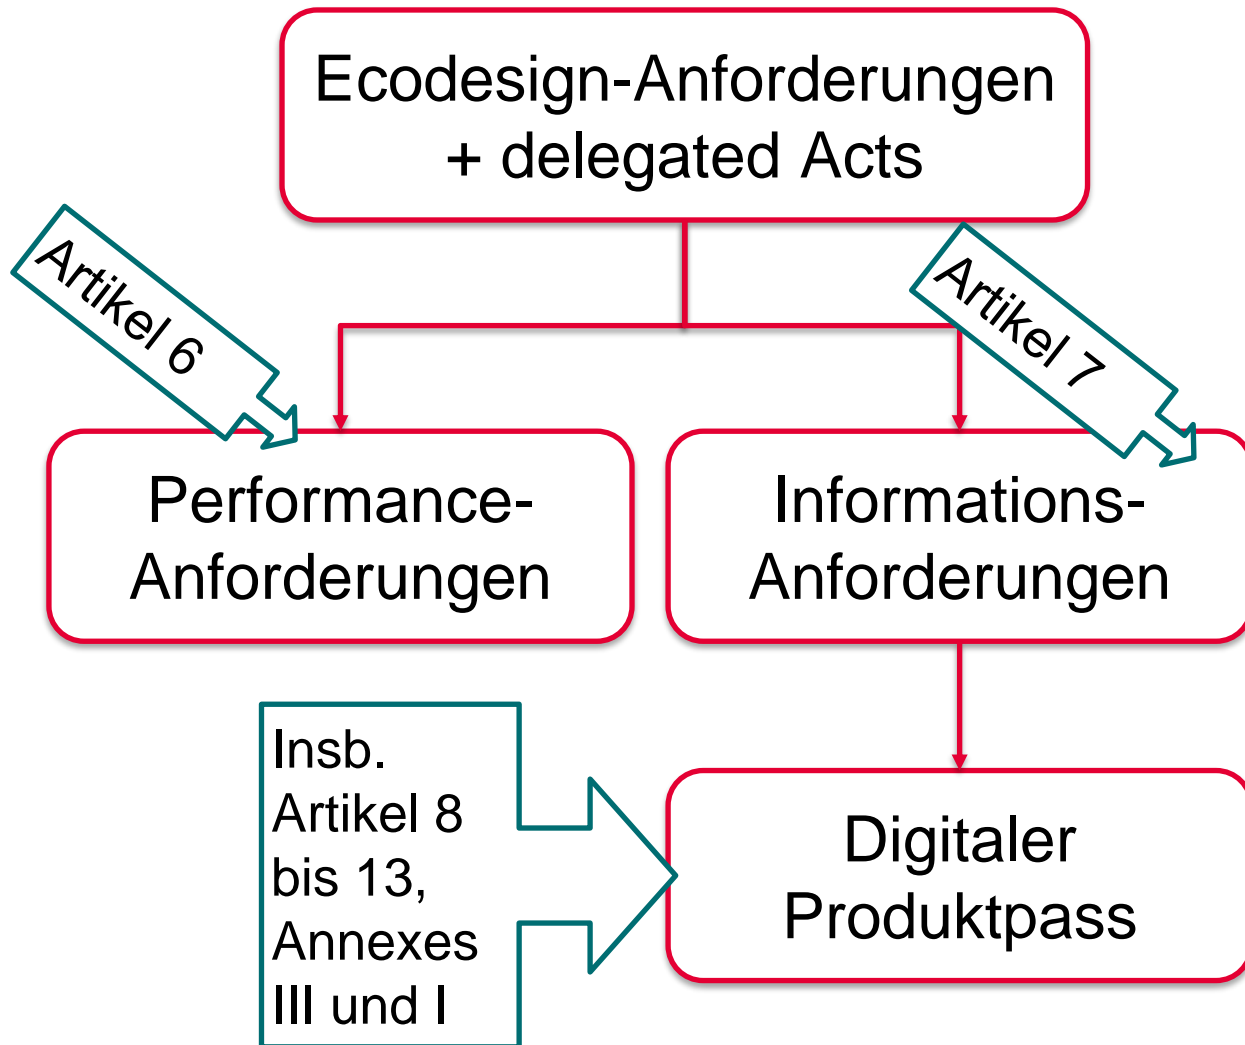 Ecodesign-Anforderungen
+ delegated Acts
Artikel 6
Artikel 7
Performance-
Anforderungen
Informations-
Anforderungen
Insb.
Artikel 8
bis 13,
Annexes
III und I
Digitaler
Produktpass